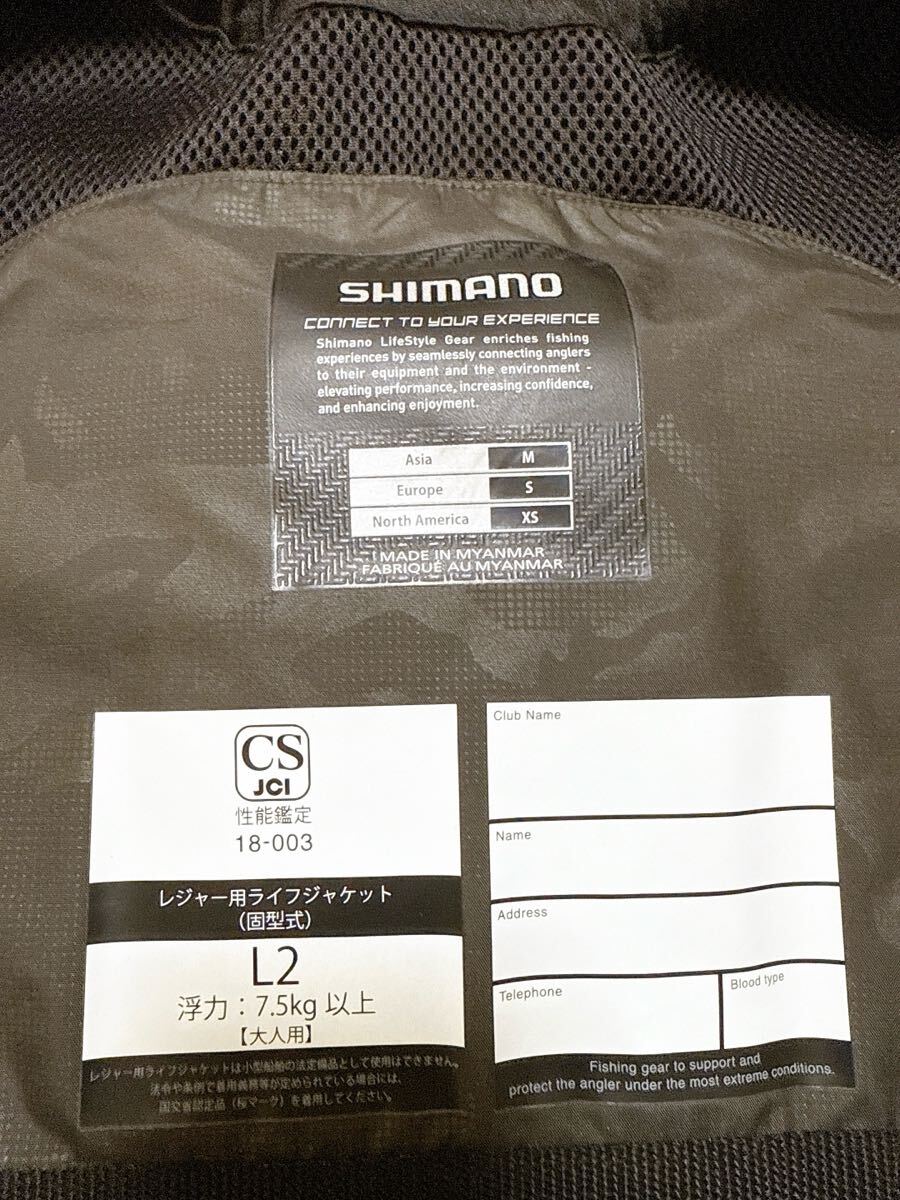 SHIMANO
CONNECT TO YOUR EXPERIENCE
Shimano LifeStyle Gear enriches fishing
experiences by seamlessly connecting anglers
to their equipment and the environment -
elevating performance, increasing confidence,
and enhancing enjoyment.
Asia M
Europe S
North America XS
MADE IN MYANMAR
FABRIQUÉ AU MYANMAR
CS
JCI
性能鑑定
18-003
レジャー用ライフジャケット
(固型式)
L2
浮力：7.5kg 以上
【大人用】
レジャー用ライフジャケットは小型船舶の法定備品として使用はできません。
法令や条例で着用義務等が定められている場合には、
国交省認定品（桜マーク）を着用してください。
Club Name
Name
Address
Telephone
Blood type
Fishing gear to support and
protect the angler under the most extreme conditions.